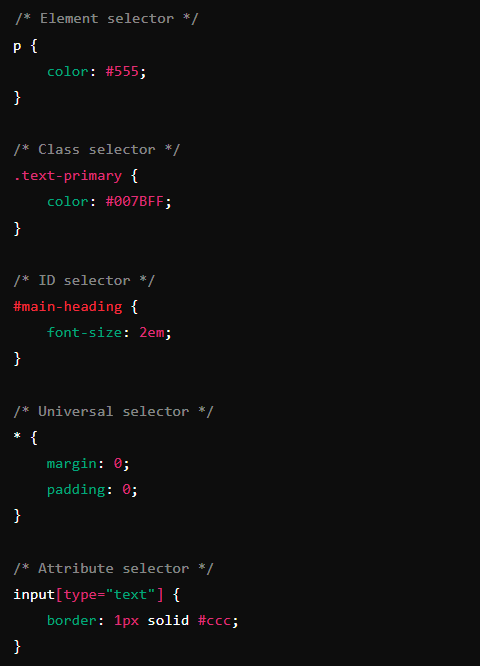 /* Element selector */
p {
    color: #555;
}

/* Class selector */
.text-primary {
    color: #007BFF;
}

/* ID selector */
#main-heading {
    font-size: 2em;
}

/* Universal selector */
* {
    margin: 0;
    padding: 0;
}

/* Attribute selector */
input[type="text"] {
    border: 1px solid #ccc;
}